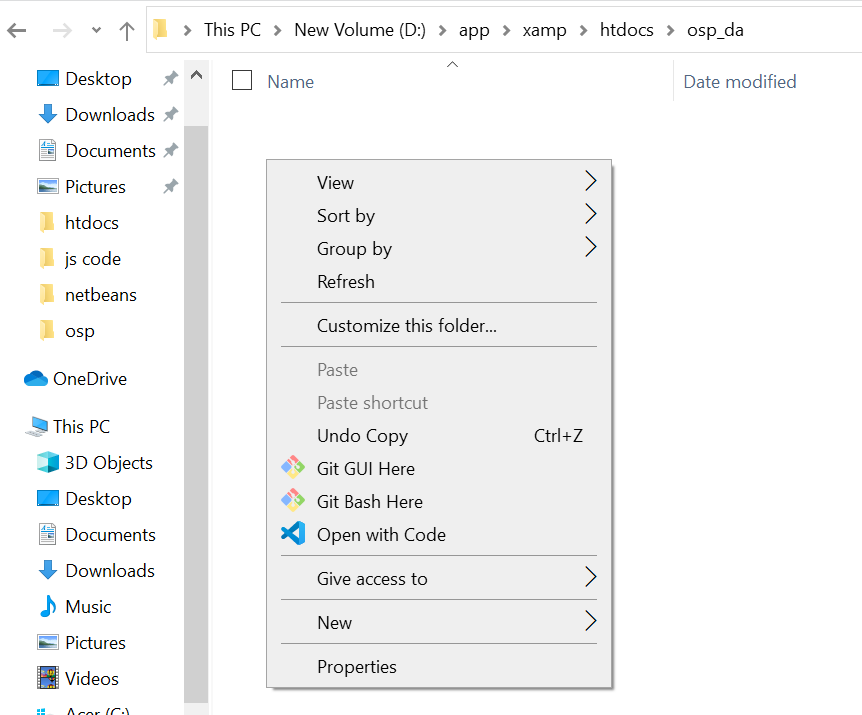 This PC > New Volume (D:) > app > xamp > htdocs > osp_da
Name
Date modified
Desktop
Downloads
Documents
Pictures
htdocs
js code
netbeans
osp
OneDrive
This PC
3D Objects
Desktop
Documents
Downloads
Music
Pictures
Videos
Acer (C:)
View
Sort by
Group by
Refresh
Customize this folder...
Paste
Paste shortcut
Undo Copy Ctrl+Z
Git GUI Here
Git Bash Here
Open with Code
Give access to
New
Properties